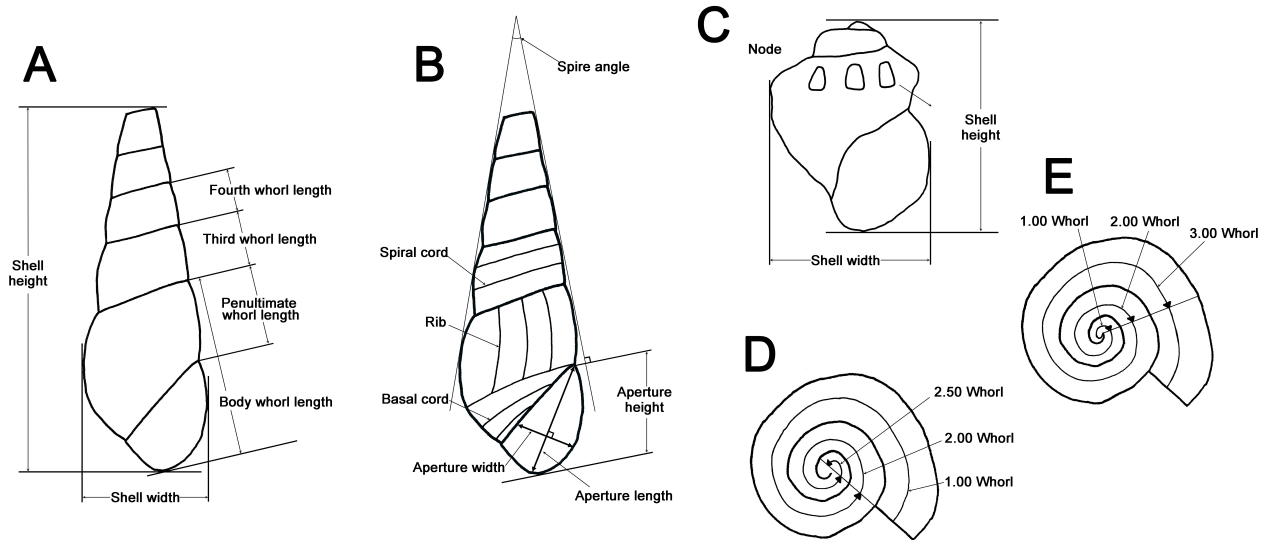 A
Shell
height
Fourth whorl length
Third whorl length
Penultimate
whorl length
Body whorl length
Shell width
B
Spire angle
Spiral cord
Rib
Basal cord
Aperture
height
Aperture width
Aperture length
C
Node
Shell
height
Shell width
D
2.50 Whorl
2.00 Whorl
1.00 Whorl
E
1.00 Whorl
2.00 Whorl
3.00 Whorl